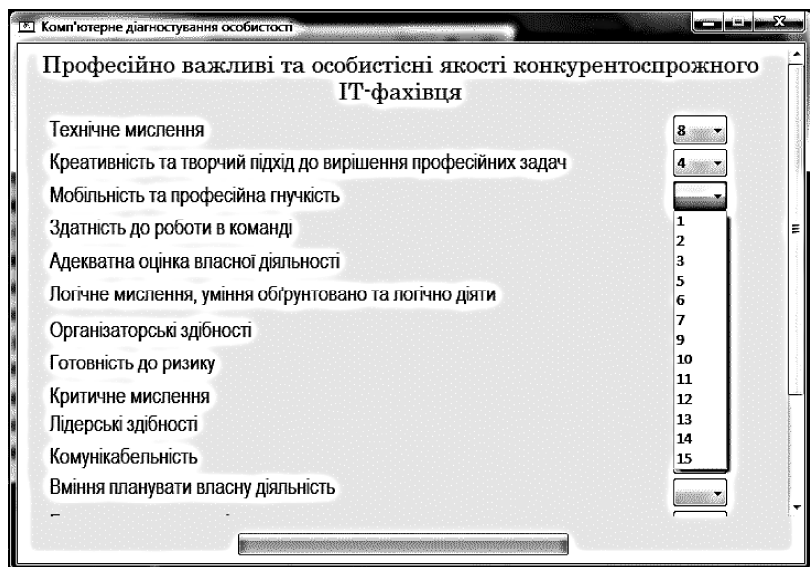 Комп'ютерне діагностування особистості
Професійно важливі та особистісні якості конкурентоспрожного
ІТ-фахівця
Технічне мислення 8
Креативність та творчий підхід до вирішення професійних задач 4
Мобільність та професійна гнучкість
Здатність до роботи в команді
Адекватна оцінка власної діяльності
Логічне мислення, уміння обґрунтовано та логічно діяти
Організаторські здібності
Готовність до ризику
Критичне мислення
Лідерські здібності
Комунікабельність
Вміння планувати власну діяльність
1
2
3
5
6
7
9
10
11
12
13
14
15